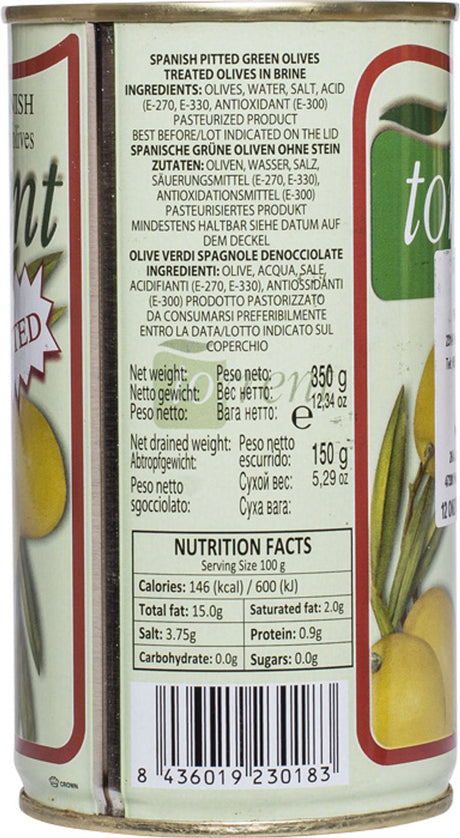 SPANISH PITTED GREEN OLIVES
TREATED OLIVES IN BRINE
INGREDIENTS: OLIVES, WATER, SALT, ACID
(E-270, E-330, ANTIOXIDANT (E-300)
PASTEURIZED PRODUCT
BEST BEFORE/LOT INDICATED ON THE LID
SPANISCHE GRÜNE OLIVEN OHNE STEIN
ZUTATEN: OLIVEN, WASSER, SALZ,
SÄUERUNGSMITTEL (E-270, E-330),
ANTIOXIDATIONSMITTEL (E-300)
PASTEURISIERTES PRODUKT
MINDESTENS HALTBAR SIEHE DATUM AUF
DEM DECKEL
OLIVE VERDI SPAGNOLE DENOCCIOLATE
INGREDIENTI: OLIVE, ACQUA, SALE,
ACIDIFIANTI (E-270, E-330), ANTIOSSIDANTI
(E-300) PRODOTTO PASTORIZZATO
DA CONSUMARSI PREFERIBILMENTE
ENTRO LA DATA/LOTTO INDICATO SUL
COPERCHIO
Net weight: Peso neto: 350 g
Netto gewicht: Вес нетто: 12,34 oz
Peso netto: Вага нетто: e
Net drained weight: Peso netto
Abtropfgewicht: escurrido: 150 g
Peso netto Сухой вес: 5,29 oz
sgocciolato: Суха вага:
NUTRITION FACTS
Serving Size 100 g
Calories: 146 (kcal) / 600 (kJ)
Total fat: 15.0g Saturated fat: 2.0g
Salt: 3.75g Protein: 0.9g
Carbohydrate: 0.0g Sugars: 0.0g
8 436019 230183
CROWN